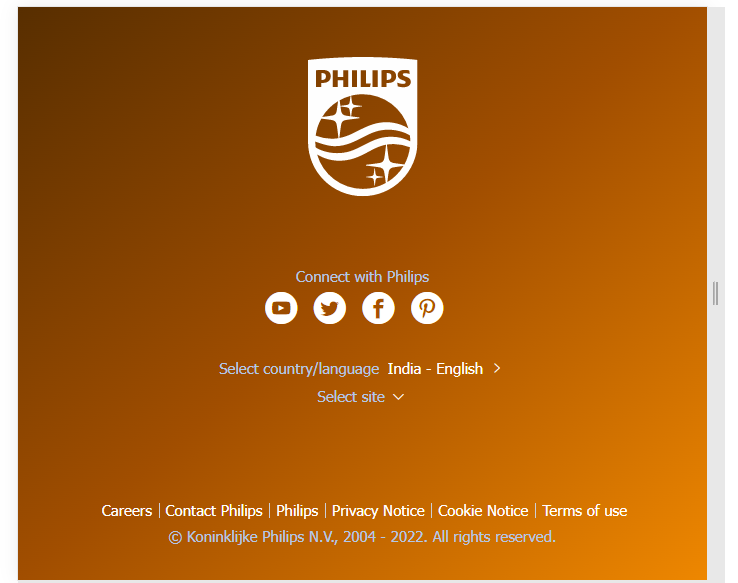 PHILIPS
Connect with Philips
Select country/language India - English >
Select site
Careers | Contact Philips | Philips | Privacy Notice | Cookie Notice | Terms of use
© Koninklijke Philips N.V., 2004 - 2022. All rights reserved.